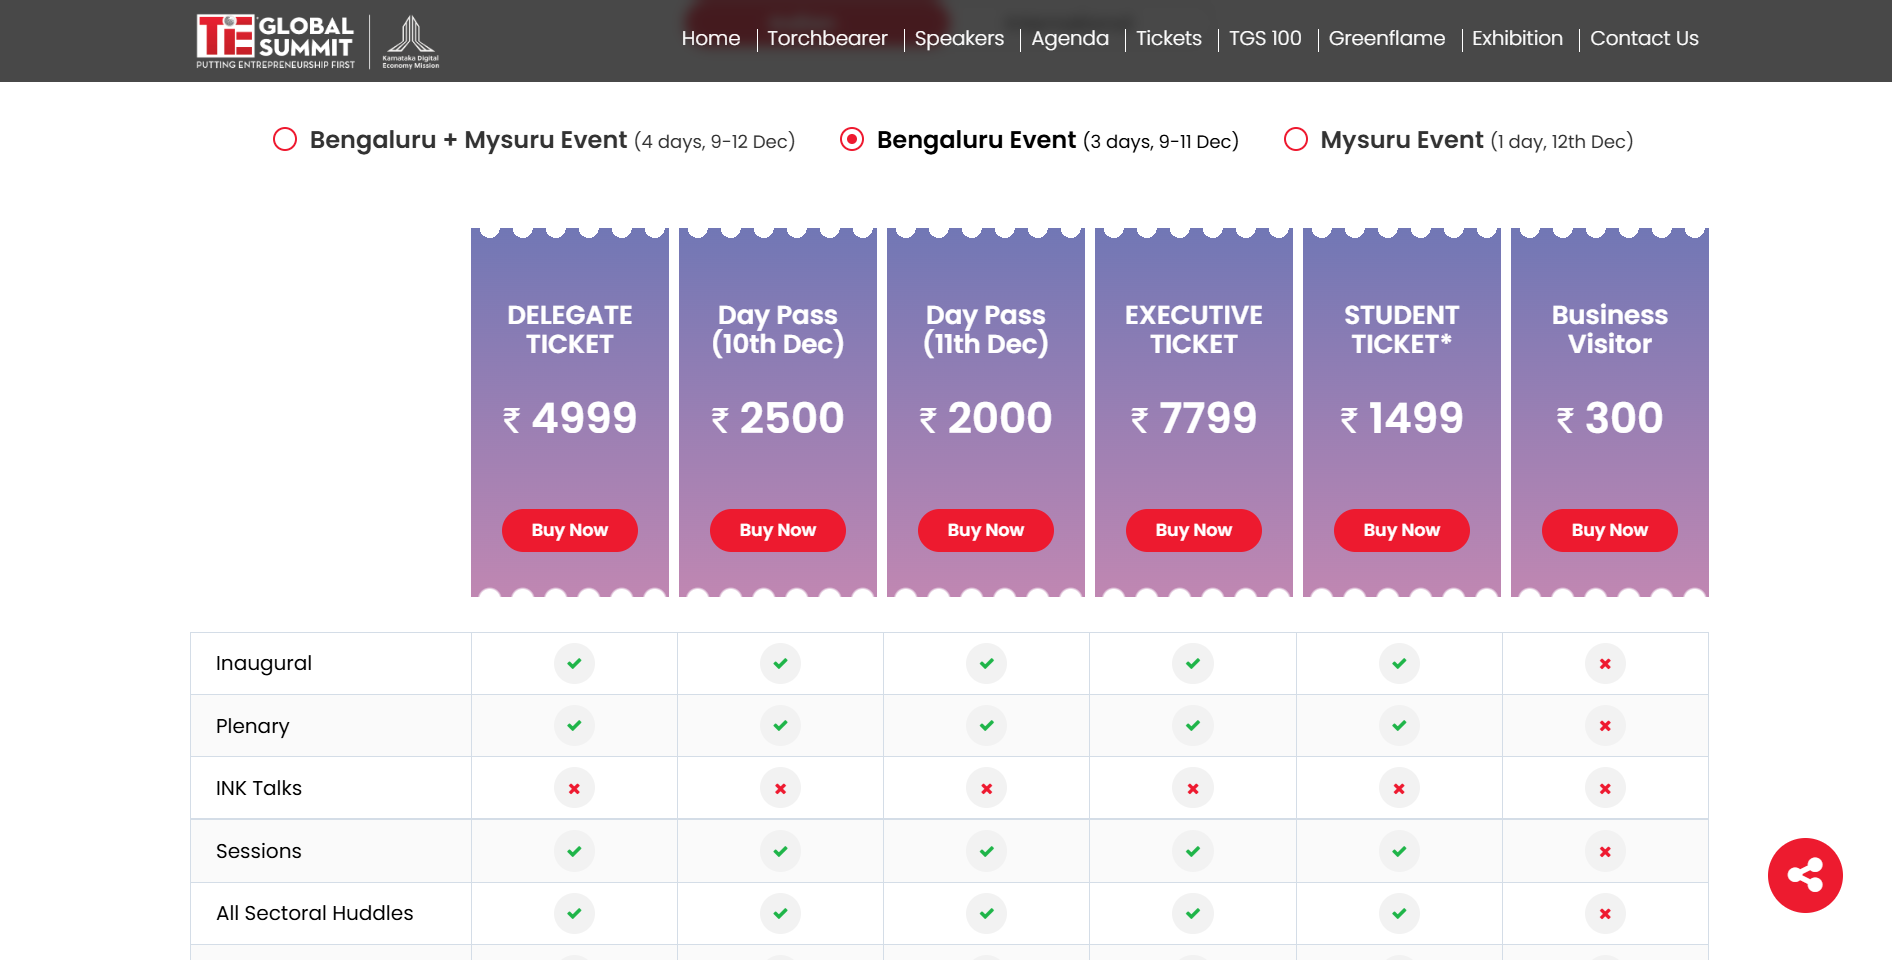 TiE GLOBAL SUMMIT
PUTTING ENTREPRENEURSHIP FIRST
Karnataka Digital
Economy Mission
Home
Torchbearer
Speakers
Agenda
Tickets
TGS 100
Greenflame
Exhibition
Contact Us
Bengaluru + Mysuru Event (4 days, 9-12 Dec)
Bengaluru Event (3 days, 9-11 Dec)
Mysuru Event (1 day, 12th Dec)
DELEGATE
TICKET
₹ 4999
Buy Now
Day Pass
(10th Dec)
₹ 2500
Buy Now
Day Pass
(11th Dec)
₹ 2000
Buy Now
EXECUTIVE
TICKET
₹ 7799
Buy Now
STUDENT
TICKET*
₹ 1499
Buy Now
Business
Visitor
₹ 300
Buy Now
Inaugural
Plenary
INK Talks
Sessions
All Sectoral Huddles